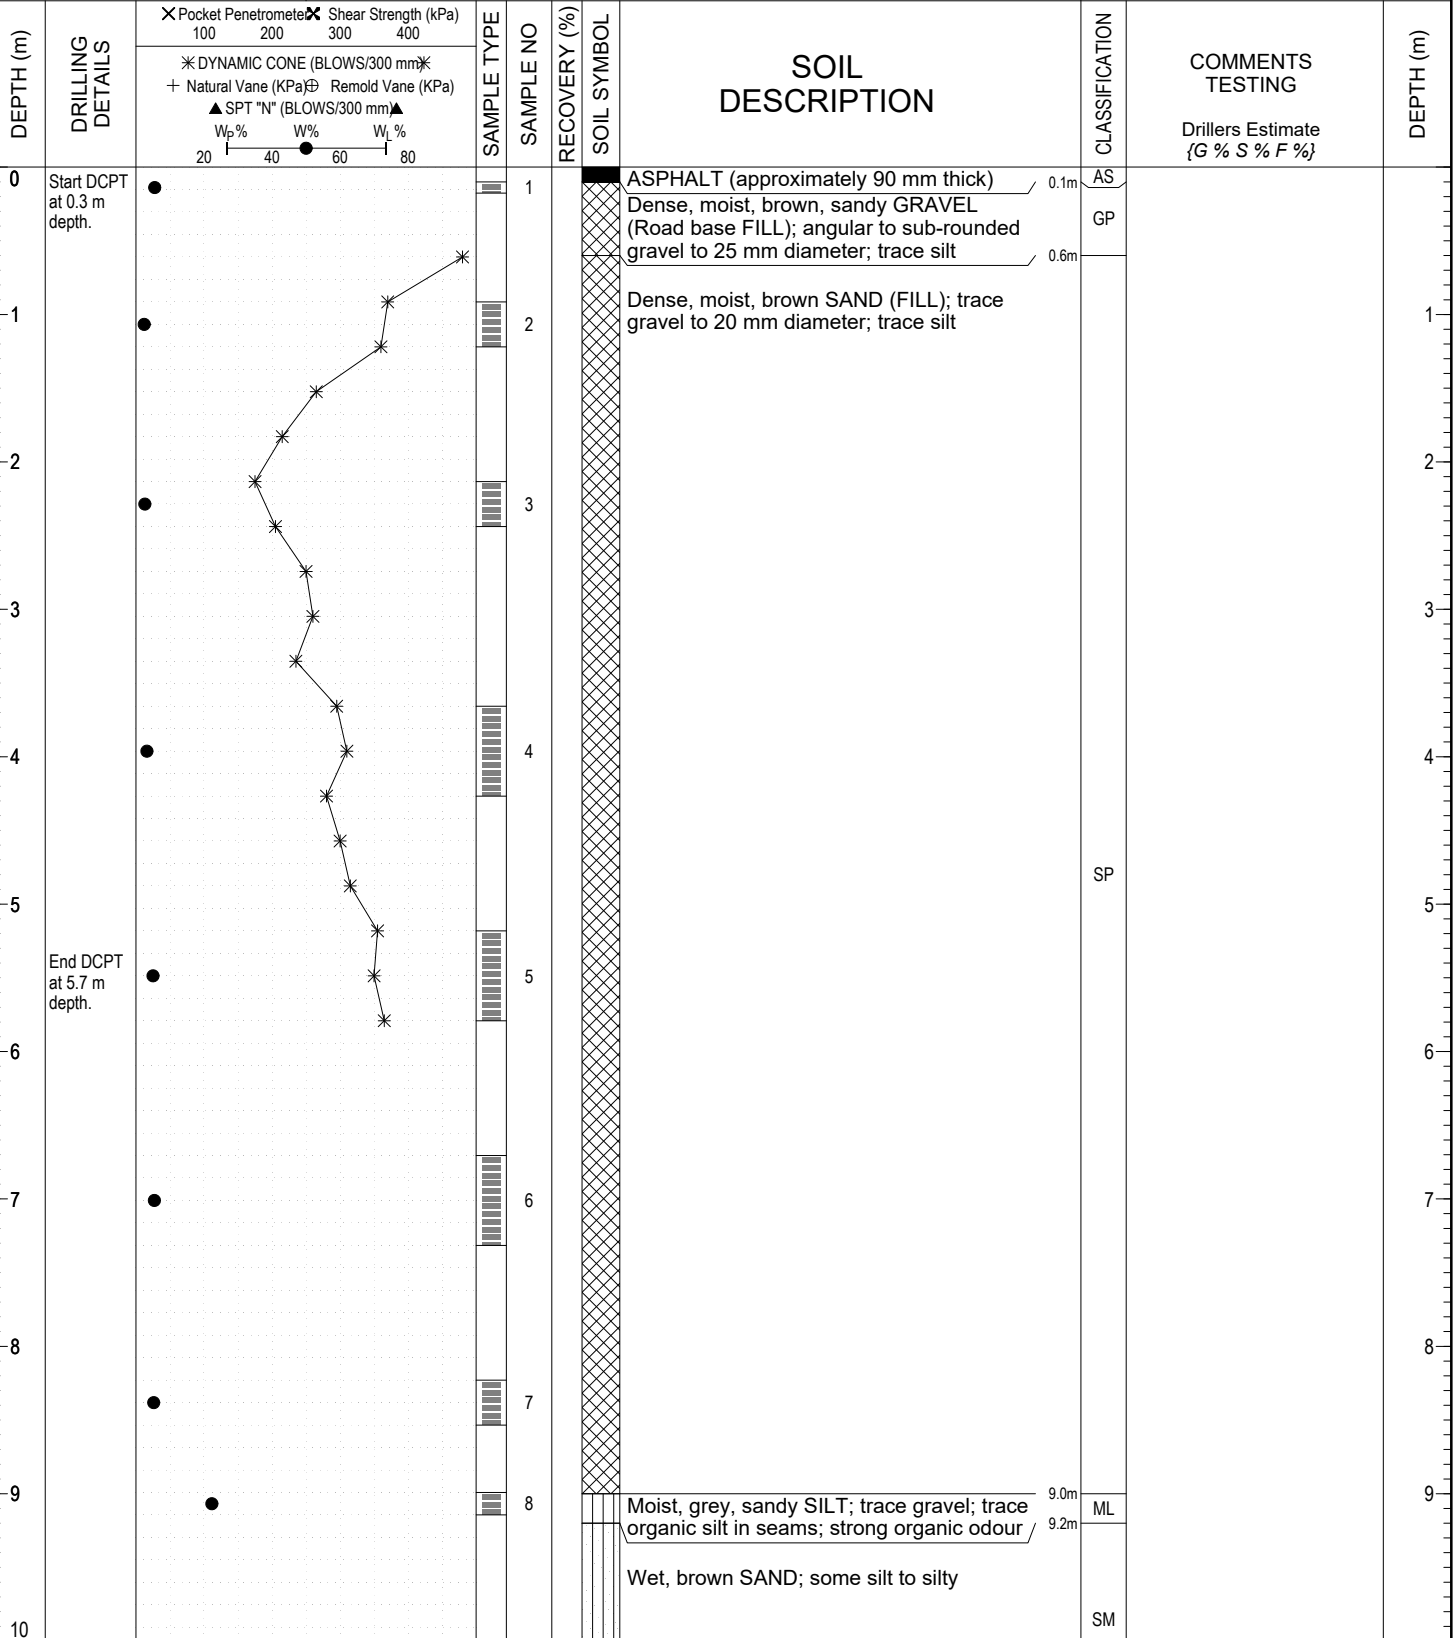 DEPTH (m)
DRILLING
DETAILS
Pocket Penetrometer Shear Strength (kPa)
100 200 300 400
DYNAMIC CONE (BLOWS/300 mm)
Natural Vane (KPa) Remold Vane (KPa)
SPT "N" (BLOWS/300 mm)
WP% W% WL%
20 40 60 80
SAMPLE TYPE
SAMPLE NO
RECOVERY (%)
SOIL SYMBOL
SOIL
DESCRIPTION
CLASSIFICATION
COMMENTS
TESTING
Drillers Estimate
{G % S % F %}
DEPTH (m)
0
Start DCPT
at 0.3 m
depth.
1
ASPHALT (approximately 90 mm thick)
0.1m
AS
Dense, moist, brown, sandy GRAVEL
(Road base FILL); angular to sub-rounded
gravel to 25 mm diameter; trace silt
0.6m
GP
1
2
Dense, moist, brown SAND (FILL); trace
gravel to 20 mm diameter; trace silt
1
2
3
2
3
3
4
4
4
SP
5
5
End DCPT
at 5.7 m
depth.
5
6
6
7
6
7
8
8
7
9
8
9.0m
9
Moist, grey, sandy SILT; trace gravel; trace
organic silt in seams; strong organic odour
9.2m
ML
Wet, brown SAND; some silt to silty
SM
10